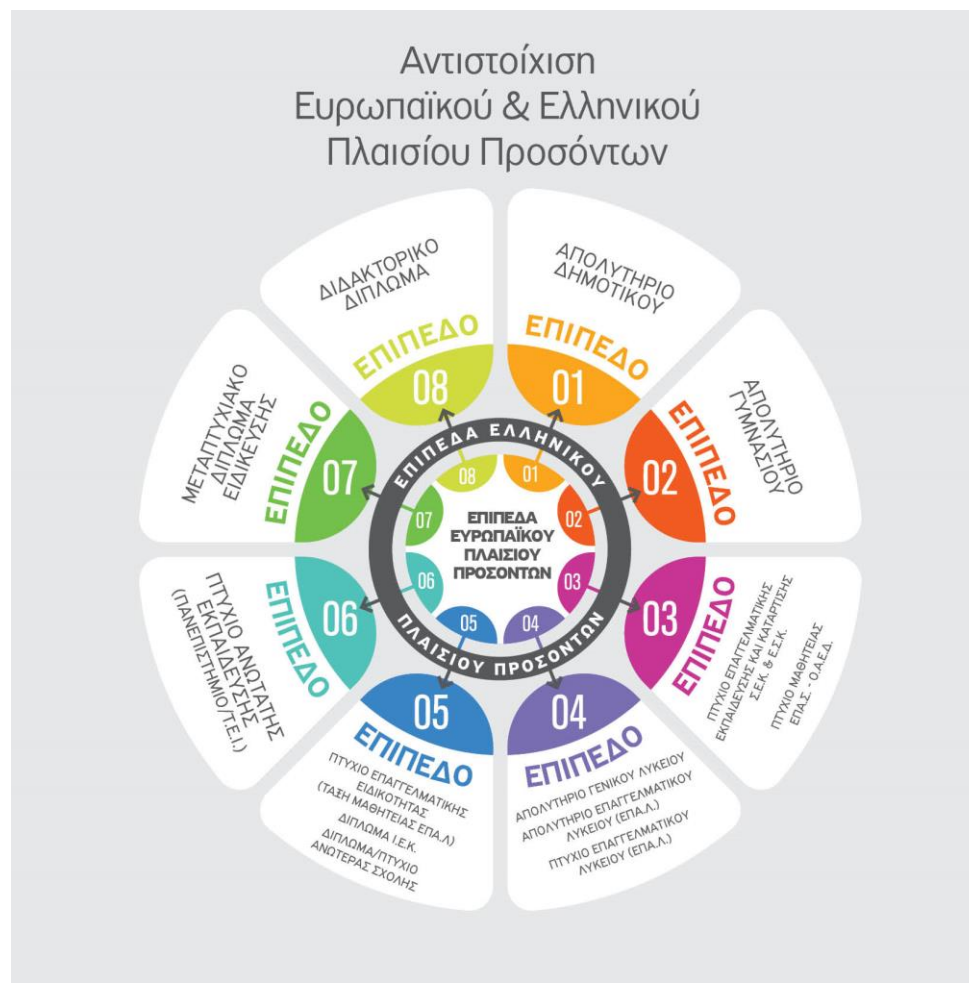 Αντιστοίχιση
Ευρωπαϊκού & Ελληνικού
Πλαισίου Προσόντων
ΑΠΟΛΥΤΗΡΙΟ
ΔΗΜΟΤΙΚΟΥ
ΕΠΙΠΕΔΟ
01
ΑΠΟΛΥΤΗΡΙΟ
ΓΥΜΝΑΣΙΟΥ
ΕΠΙΠΕΔΟ
02
ΕΠΙΠΕΔΟ
03
ΠΤΥΧΙΟ ΕΠΑΓΓΕΛΜΑΤΙΚΗΣ
ΕΚΠΑΙΔΕΥΣΗΣ ΚΑΙ ΚΑΤΑΡΤΙΣΗΣ
Σ.Ε.Κ. & Ε.Σ.Κ.
ΠΤΥΧΙΟ ΜΑΘΗΤΕΙΑΣ
ΕΠΑ.Σ. - Ο.Α.Ε.Δ.
04
ΕΠΙΠΕΔΟ
ΑΠΟΛΥΤΗΡΙΟ ΓΕΝΙΚΟΥ ΛΥΚΕΙΟΥ
ΑΠΟΛΥΤΗΡΙΟ ΕΠΑΓΓΕΛΜΑΤΙΚΟΥ
ΛΥΚΕΙΟΥ (ΕΠΑ.Λ.)
ΠΤΥΧΙΟ ΕΠΑΓΓΕΛΜΑΤΙΚΟΥ
ΛΥΚΕΙΟΥ (ΕΠΑ.Λ.)
05
ΕΠΙΠΕΔΟ
ΠΤΥΧΙΟ ΕΠΑΓΓΕΛΜΑΤΙΚΗΣ
ΕΙΔΙΚΟΤΗΤΑΣ
(ΤΑΞΗ ΜΑΘΗΤΕΙΑΣ ΕΠΑ.Λ)
ΔΙΠΛΩΜΑ Ι.Ε.Κ.
ΔΙΠΛΩΜΑ/ΠΤΥΧΙΟ
ΑΝΩΤΕΡΑΣ ΣΧΟΛΗΣ
06
ΕΠΙΠΕΔΟ
ΠΤΥΧΙΟ ΑΝΩΤΑΤΗΣ
ΕΚΠΑΙΔΕΥΣΗΣ
(ΠΑΝΕΠΙΣΤΗΜΙΟ/Τ.Ε.Ι.)
ΜΕΤΑΠΤΥΧΙΑΚΟ
ΔΙΠΛΩΜΑ
ΕΙΔΙΚΕΥΣΗΣ
ΕΠΙΠΕΔΟ
07
ΔΙΔΑΚΤΟΡΙΚΟ
ΔΙΠΛΩΜΑ
ΕΠΙΠΕΔΟ
08
ΕΠΙΠΕΔΑ ΕΛΛΗΝΙΚΟΥ
ΠΛΑΙΣΙΟΥ ΠΡΟΣΟΝΤΩΝ
01
02
03
04
05
06
07
08
ΕΠΙΠΕΔΑ
ΕΥΡΩΠΑΪΚΟΥ
ΠΛΑΙΣΙΟΥ
ΠΡΟΣΟΝΤΩΝ